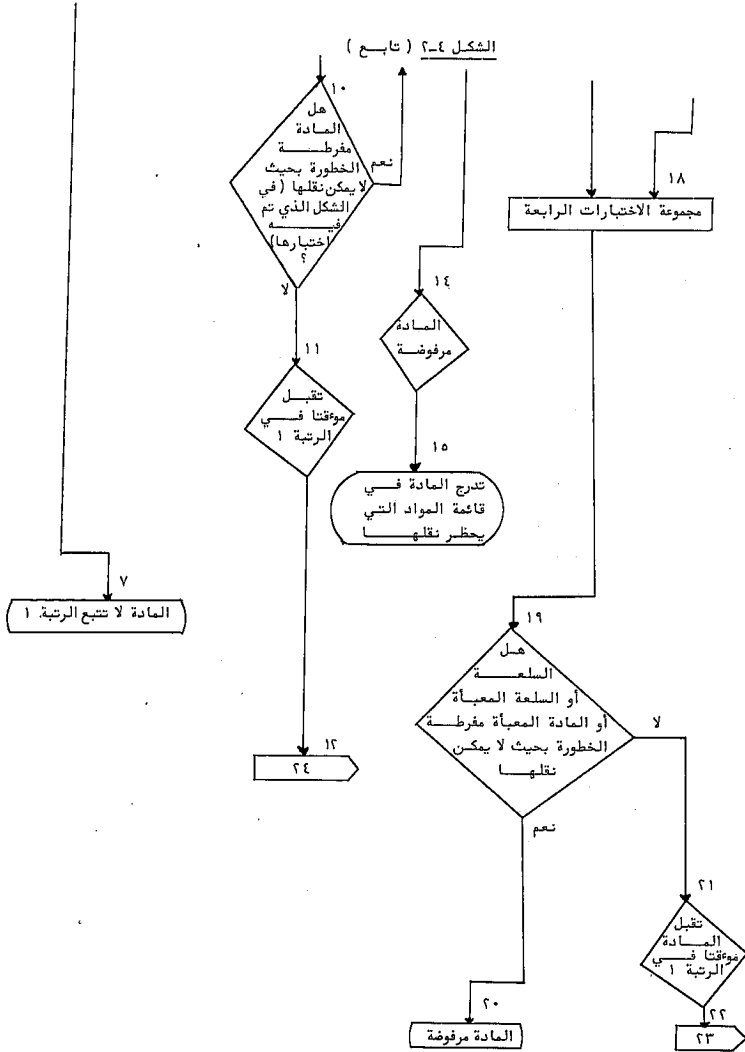 الشكل ٤-٢ ( تابع )
١٠
هل
المادة
مفرطة
الخطورة بحيث
لا يمكن نقلها ( في
الشكل الذي تم
فيه
اختبارها)
؟
نعم
لا
١١
تقبل
موءقتا في
الرتبة ١
١٢
٢٤
١٤
المادة
مرفوضة
١٥
تدرج المادة في
قائمة المواد التي
يحظر نقلها
١٨
مجموعة الاختبارات الرابعة
٧
المادة لا تتبع الرتبة ١
١٩
هل
السلعة
أو السلعة المعبأة
أو المادة المعبأة مفرطة
الخطورة بحيث لا يمكن
نقلها
لا
نعم
٢٠
المادة مرفوضة
٢١
تقبل
المادة
موءقتا في
الرتبة ١
٢٢
٢٣